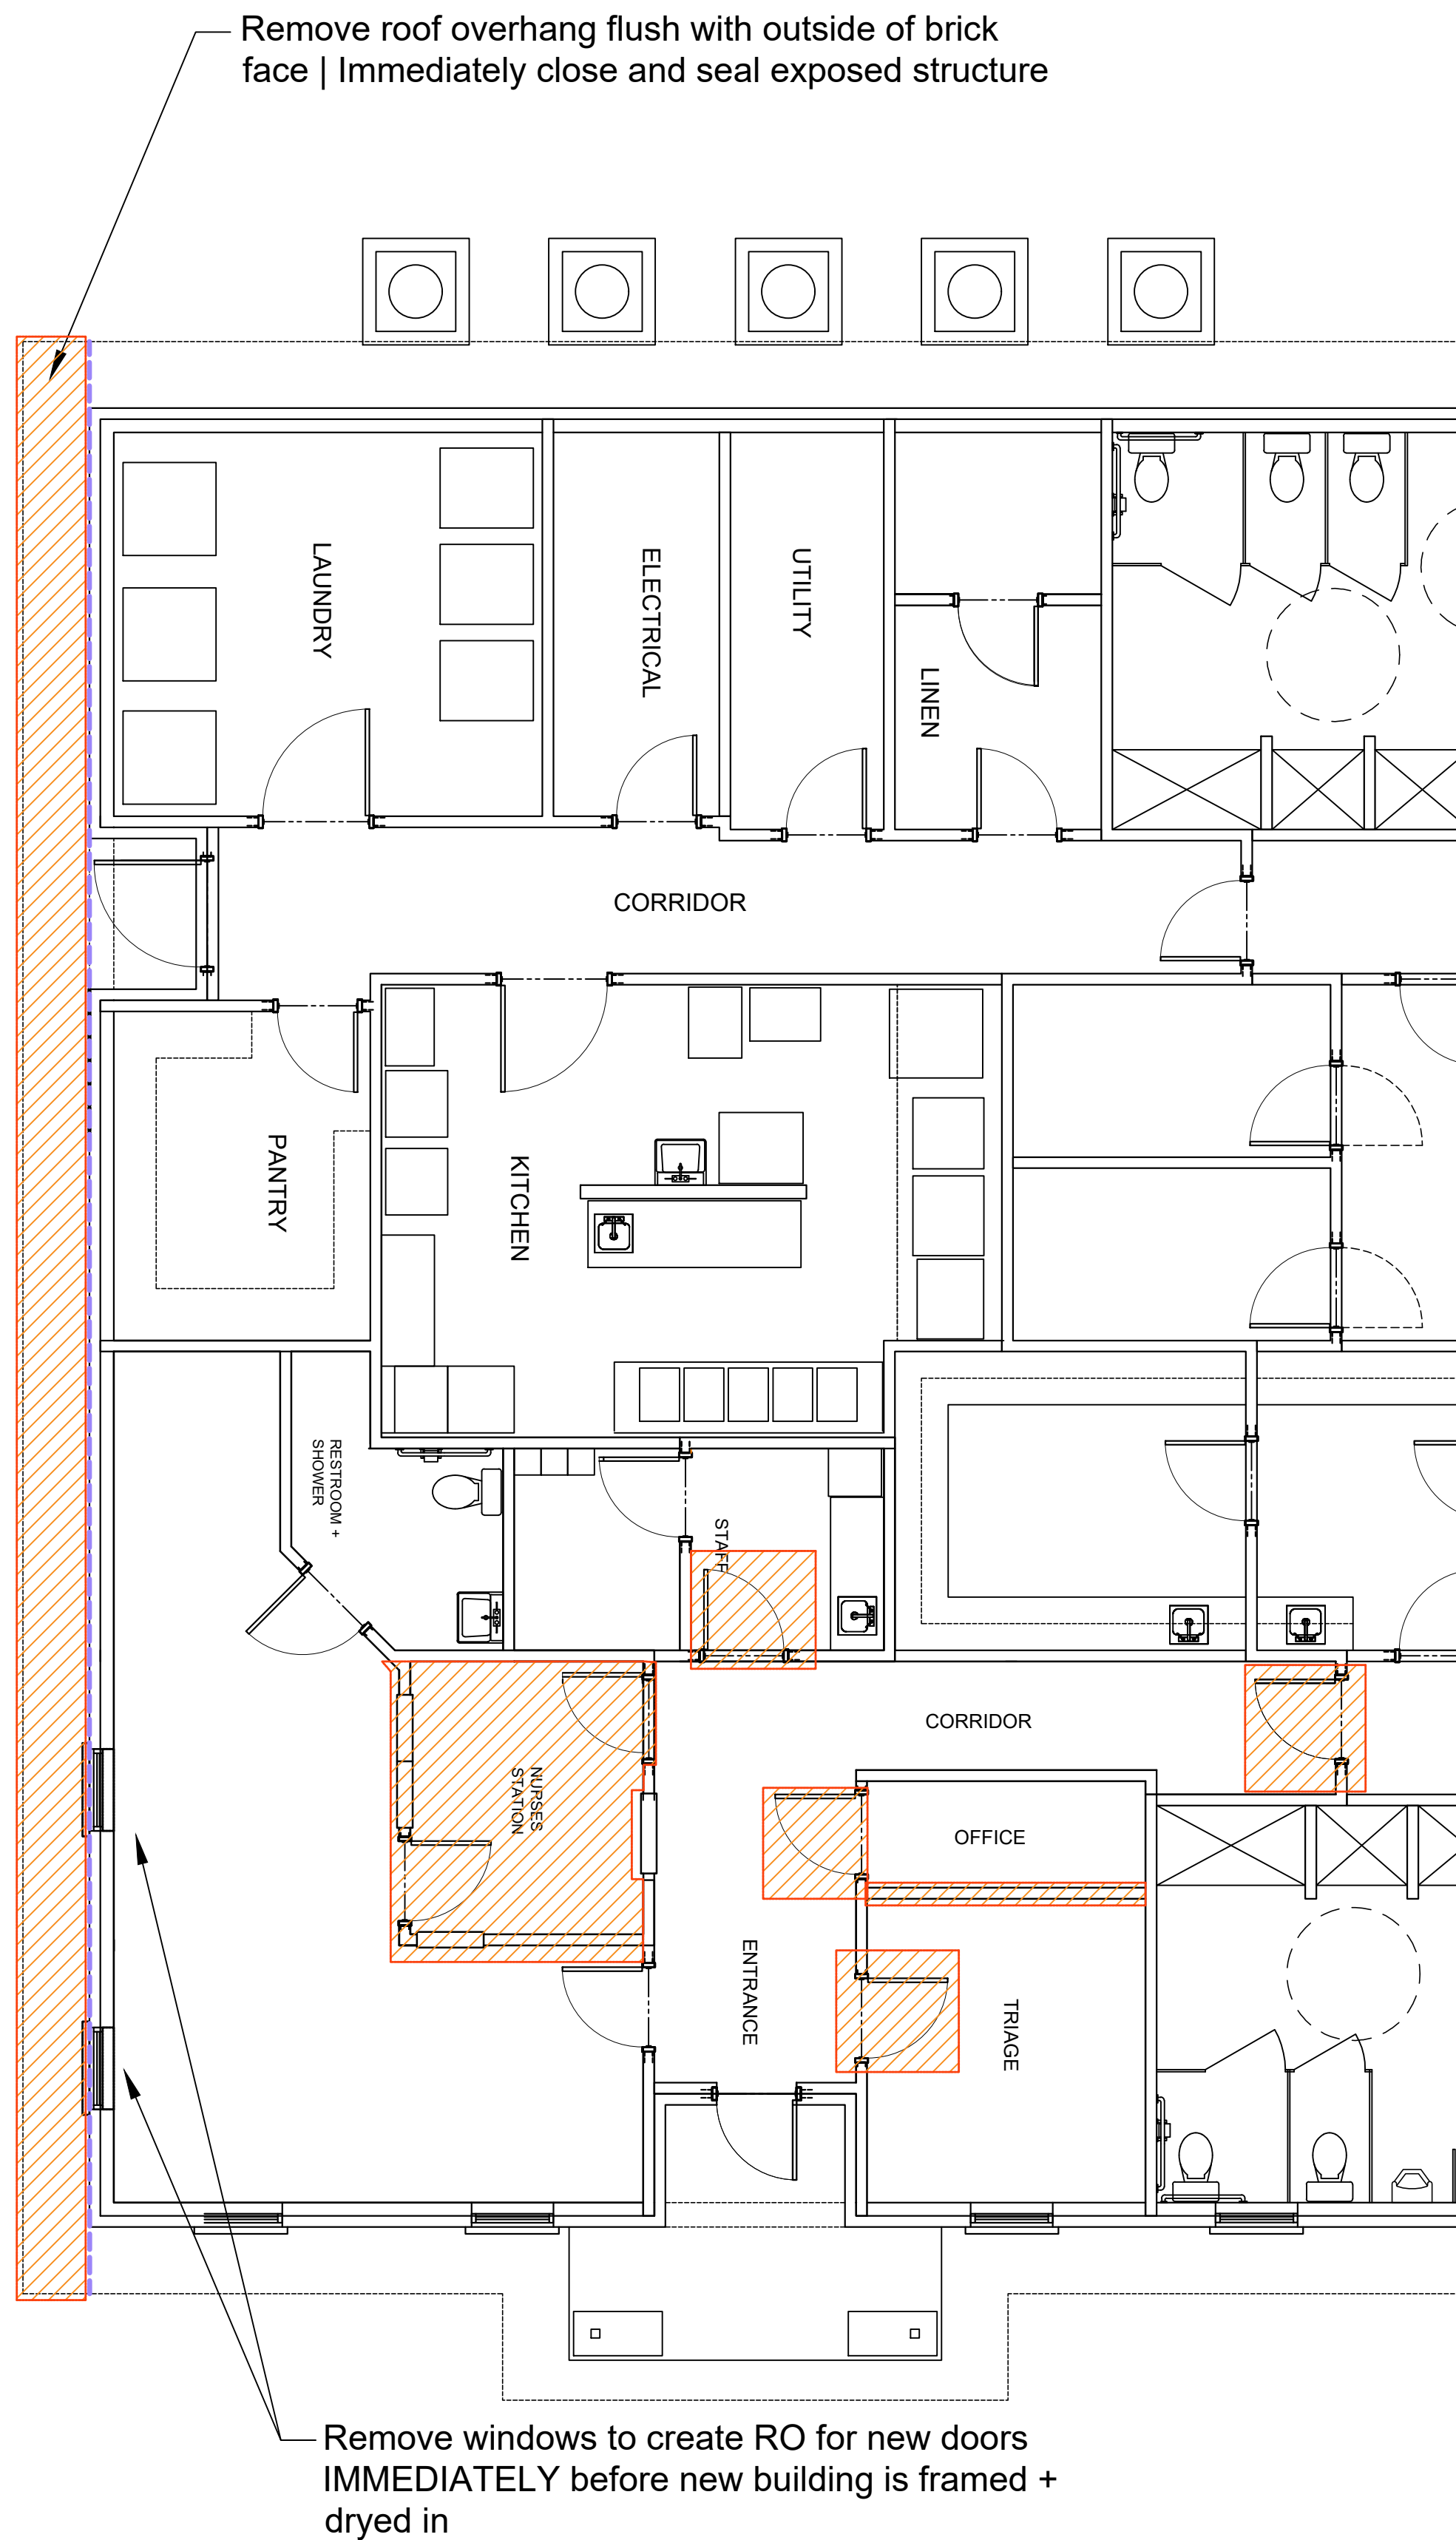 Remove roof overhang flush with outside of brick
face | Immediately close and seal exposed structure
LAUNDRY
ELECTRICAL
UTILITY
LINEN
CORRIDOR
PANTRY
KITCHEN
RESTROOM +
SHOWER
STAFF
NURSES
STATION
CORRIDOR
OFFICE
ENTRANCE
TRIAGE
Remove windows to create RO for new doors
IMMEDIATELY before new building is framed +
dryed in